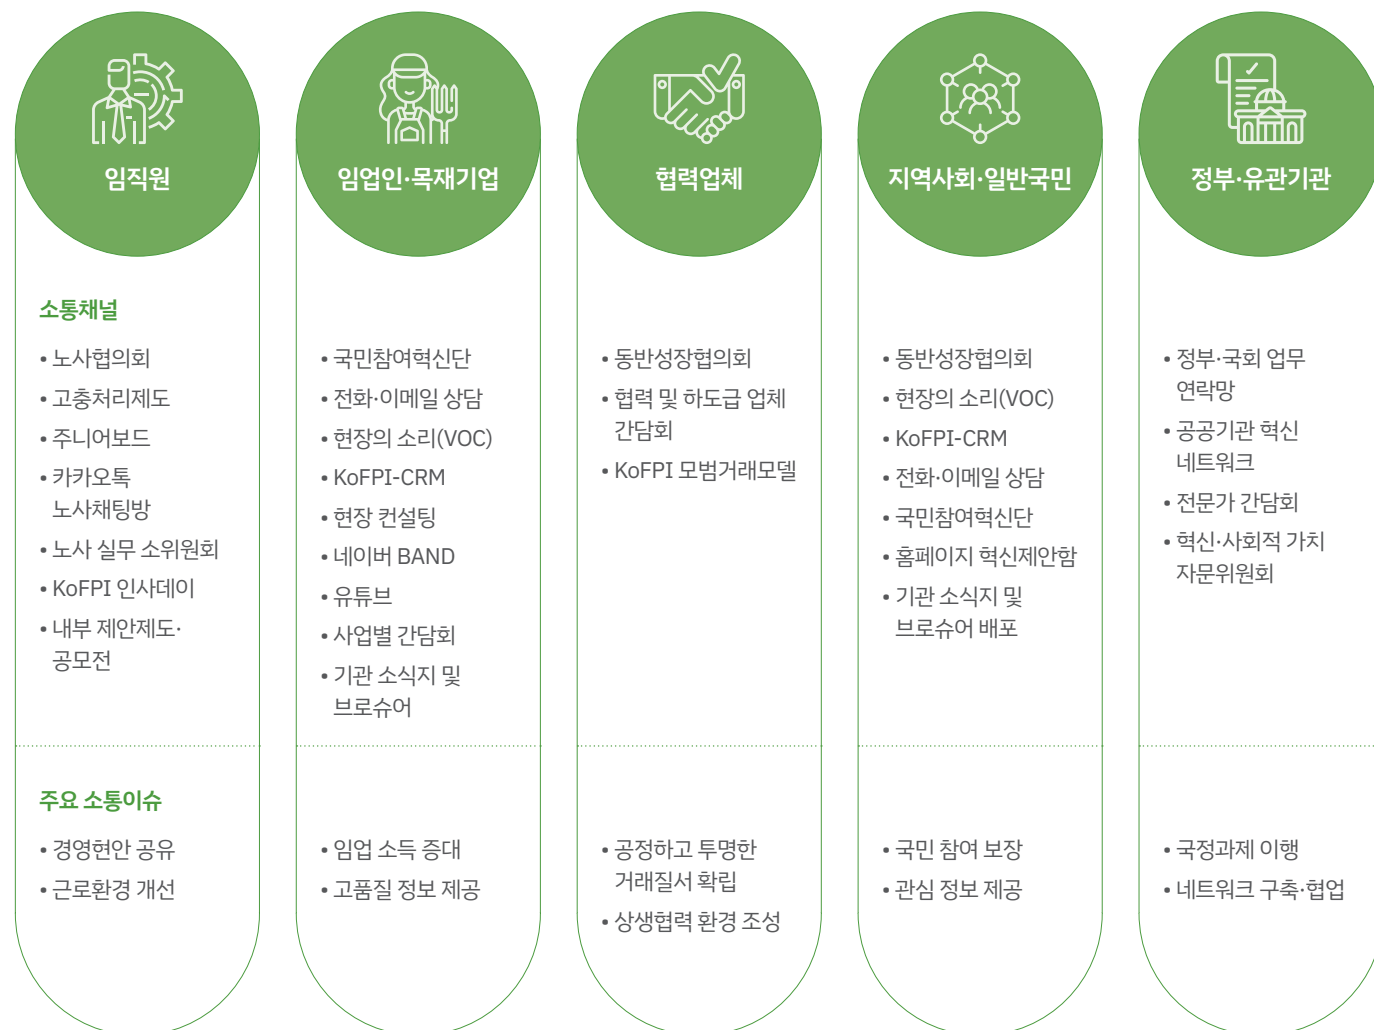 임직원
임업인·목재기업
협력업체
지역사회·일반국민
정부·유관기관
소통채널
• 노사협의회
• 고충처리제도
• 주니어보드
• 카카오톡
노사채팅방
• 노사 실무 소위원회
• KoFPI 인사데이
• 내부 제안제도·
공모전
• 국민참여혁신단
• 전화·이메일 상담
• 현장의 소리(VOC)
• KoFPI-CRM
• 현장 컨설팅
• 네이버 BAND
• 유튜브
• 사업별 간담회
• 기관 소식지 및
브로슈어
• 동반성장협의회
• 협력 및 하도급 업체
간담회
• KoFPI 모범거래모델
• 동반성장협의회
• 현장의 소리(VOC)
• KoFPI-CRM
• 전화·이메일 상담
• 국민참여혁신단
• 홈페이지 혁신제안함
• 기관 소식지 및
브로슈어 배포
• 정부·국회 업무
연락망
• 공공기관 혁신
네트워크
• 전문가 간담회
• 혁신·사회적 가치
자문위원회
주요 소통이슈
• 경영현안 공유
• 근로환경 개선
• 임업 소득 증대
• 고품질 정보 제공
• 공정하고 투명한
거래질서 확립
• 상생협력 환경 조성
• 국민 참여 보장
• 관심 정보 제공
• 국정과제 이행
• 네트워크 구축·협업